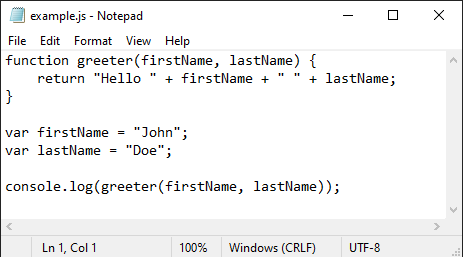 example.js - Notepad
File Edit Format View Help
function greeter(firstName, lastName) {
    return "Hello " + firstName + " " + lastName;
}

var firstName = "John";
var lastName = "Doe";

console.log(greeter(firstName, lastName));
Ln 1, Col 1 100% Windows (CRLF) UTF-8